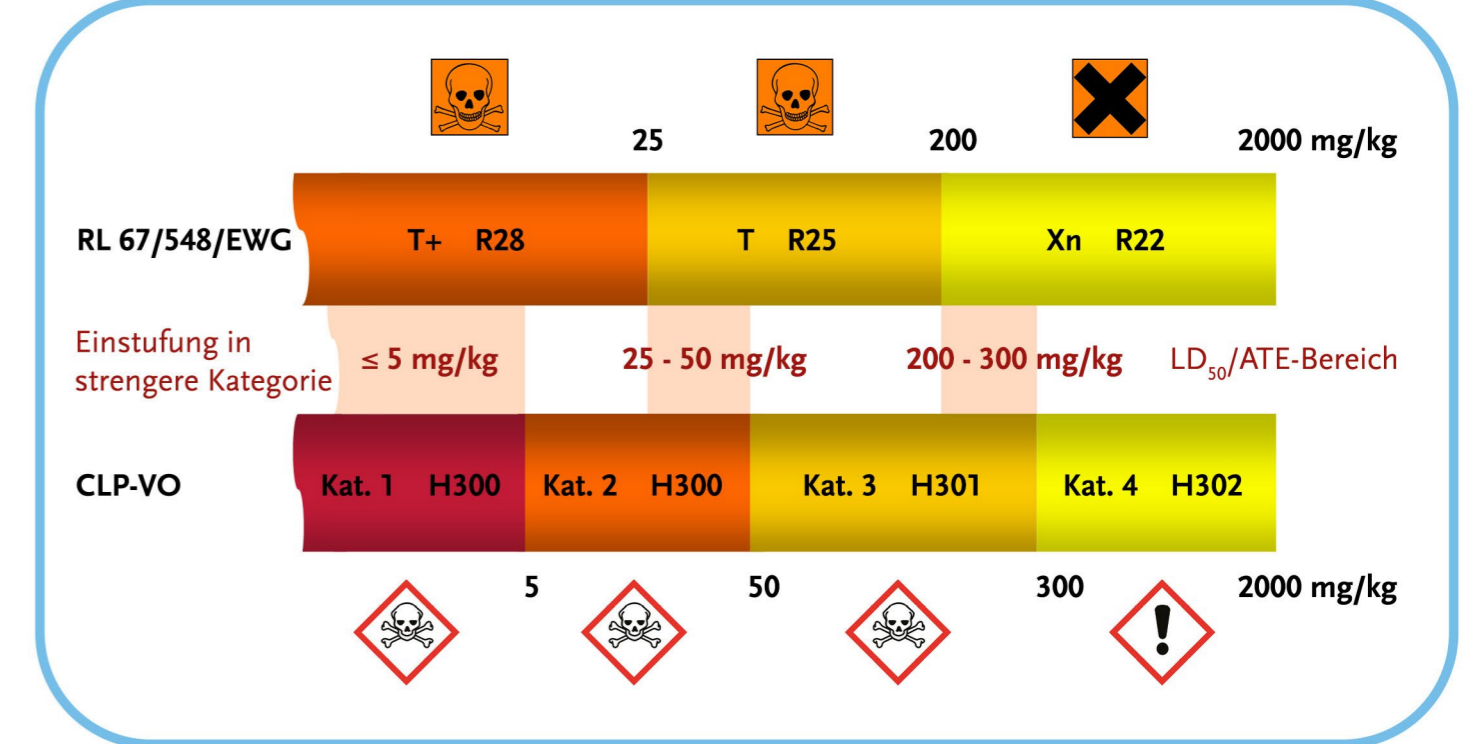 25 200 2000 mg/kg
RL 67/548/EWG T+ R28 T R25 Xn R22
Einstufung in
strengere Kategorie ≤ 5 mg/kg 25 - 50 mg/kg 200 - 300 mg/kg LD50/ATE-Bereich
CLP-VO Kat. 1 H300 Kat. 2 H300 Kat. 3 H301 Kat. 4 H302
5 50 300 2000 mg/kg